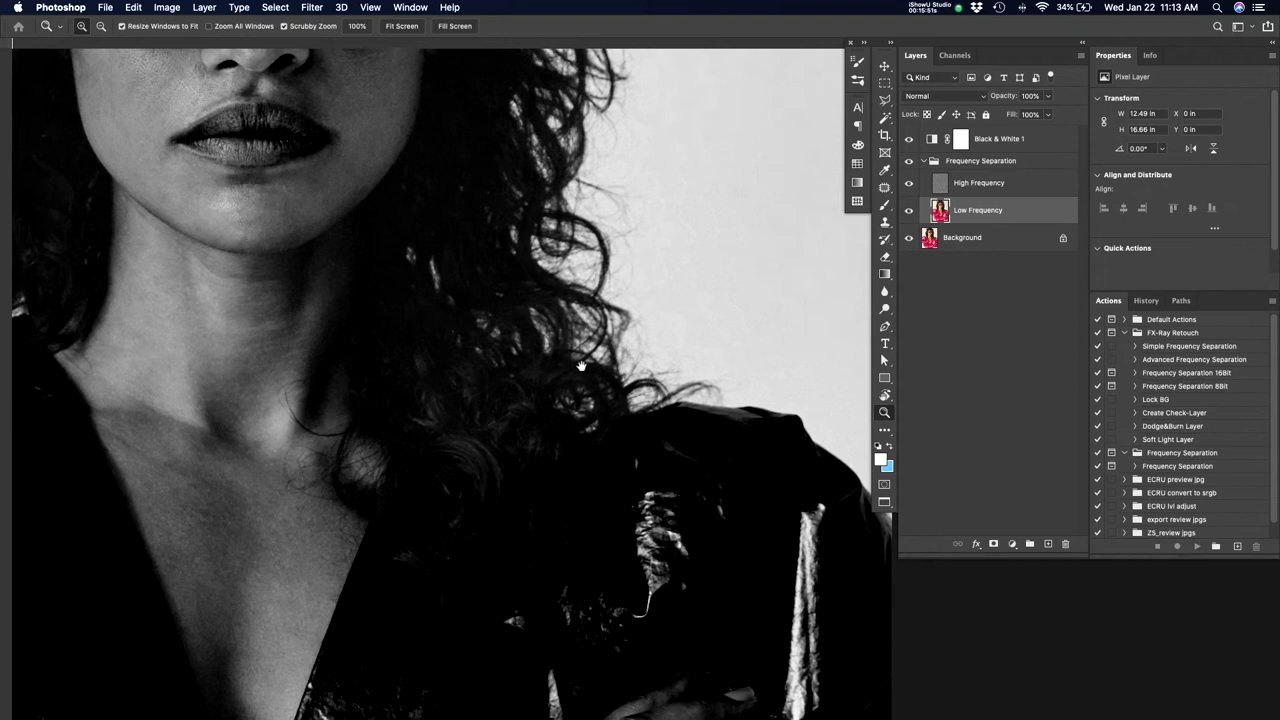 Photoshop File Edit Image Layer Type Select Filter 3D View Window Help
iShowU Studio 00:15:51s 34% Wed Jan 22 11:13 AM
Resize Windows to Fit Zoom All Windows Scrubby Zoom 100% Fit Screen Fill Screen
Layers Channels
Kind
Normal Opacity: 100%
Lock: Fill: 100%
Black & White 1
Frequency Separation
High Frequency
Low Frequency
Background
Properties Info
Pixel Layer
Transform
W 12.49 in X 0 in
H 16.66 in Y 0 in
0.00°
Align and Distribute
Align:
Quick Actions
Actions History Paths
Default Actions
FX-Ray Retouch
Simple Frequency Separation
Advanced Frequency Separation
Frequency Separation 16Bit
Frequency Separation 8Bit
Lock BG
Create Check-Layer
Dodge&Burn Layer
Soft Light Layer
Frequency Separation
Frequency Separation
ECRU preview jpg
ECRU convert to srgb
ECRU lvl adjust
export review jpgs
ZS_review jpgs